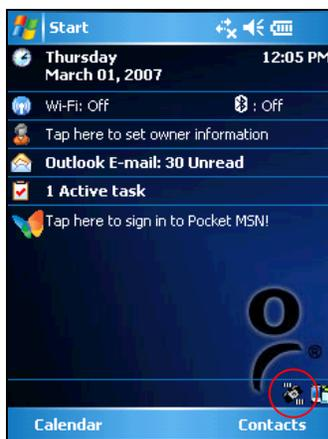 Start
Thursday 12:05 PM
March 01, 2007
Wi-Fi: Off : Off
Tap here to set owner information
Outlook E-mail: 30 Unread
1 Active task
Tap here to sign in to Pocket MSN!
®
Calendar Contacts